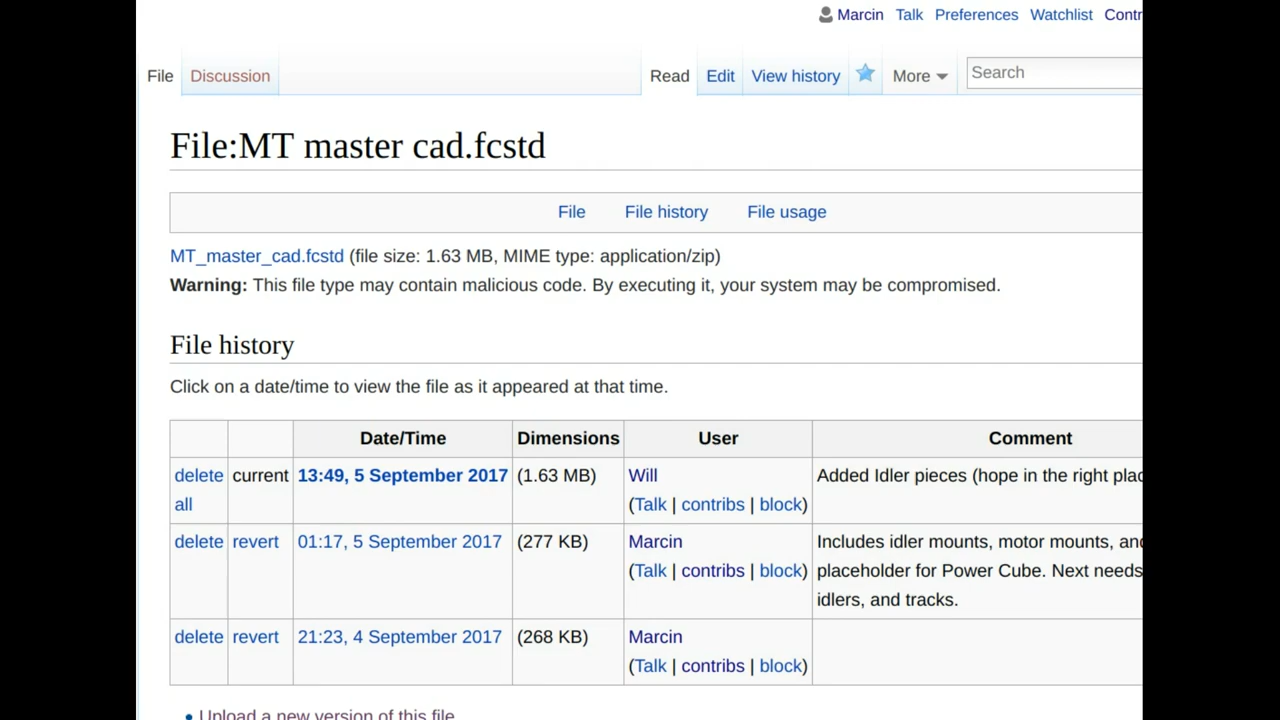 Marcin Talk Preferences Watchlist
File Discussion Read Edit View history More Search
File:MT master cad.fcstd
File File history File usage
MT_master_cad.fcstd (file size: 1.63 MB, MIME type: application/zip)
Warning: This file type may contain malicious code. By executing it, your system may be compromised.
File history
Click on a date/time to view the file as it appeared at that time.
Date/Time Dimensions User Comment
delete current 13:49, 5 September 2017 (1.63 MB) Will Added Idler pieces (hope in the right
all (Talk | contribs | block)
delete revert 01:17, 5 September 2017 (277 KB) Marcin Includes idler mounts, motor mounts,
(Talk | contribs | block) placeholder for Power Cube. Next needs
idlers, and tracks.
delete revert 21:23, 4 September 2017 (268 KB) Marcin
(Talk | contribs | block)
Upload a new version of this file